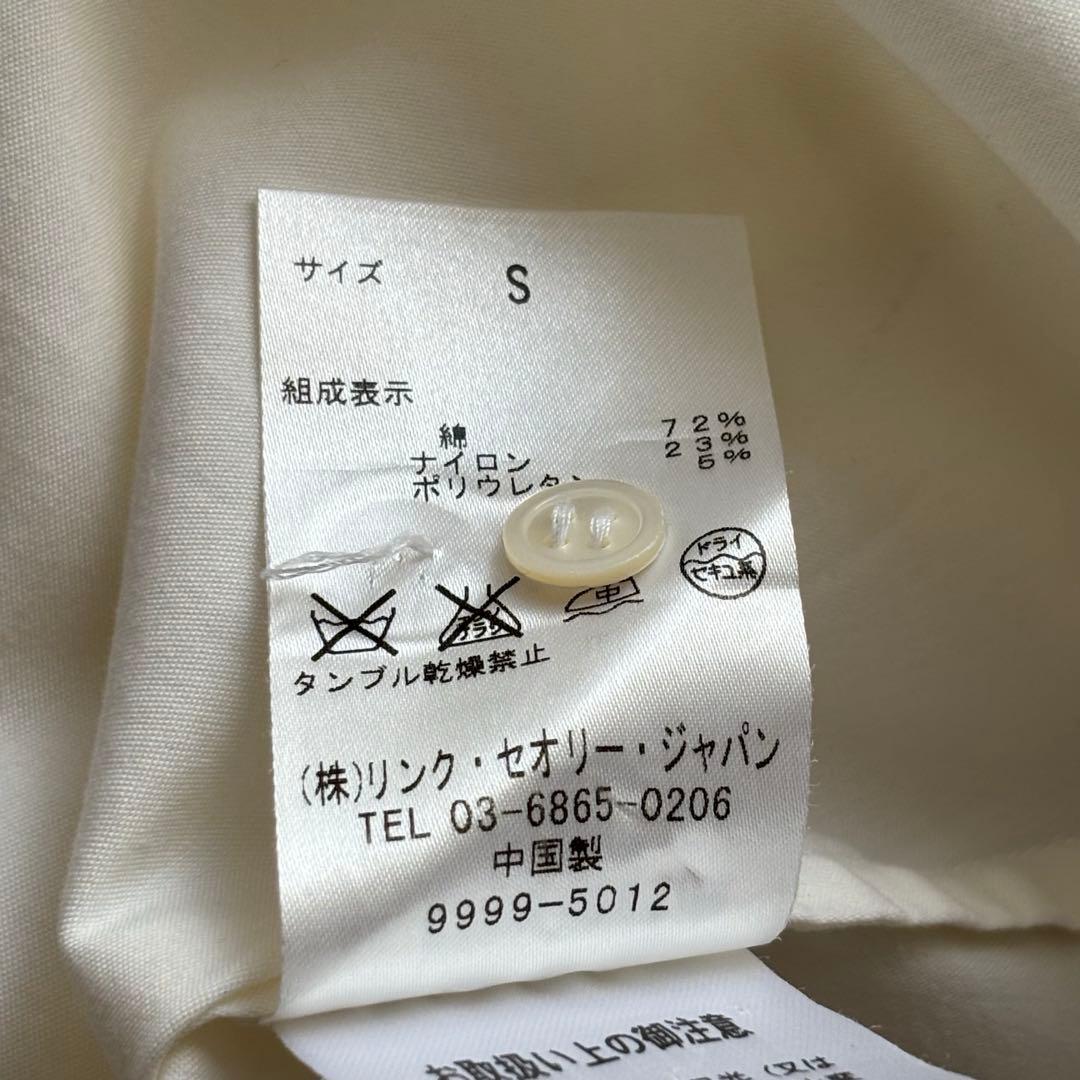 サイズ S
組成表示
綿 72%
ナイロン 23%
ポリウレタン 5%
中
ドライ
セキユ系
タンブル乾燥禁止
(株)リンク・セオリー・ジャパン
TEL 03-6865-0206
中国製
9999-5012
お取扱い上の御注意
(又は